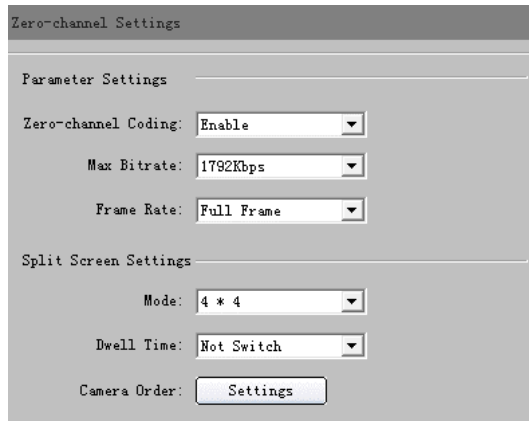 Zero-channel Settings
Parameter Settings
Zero-channel Coding: Enable
Max Bitrate: 1792Kbps
Frame Rate: Full Frame
Split Screen Settings
Mode: 4 * 4
Dwell Time: Not Switch
Camera Order: Settings